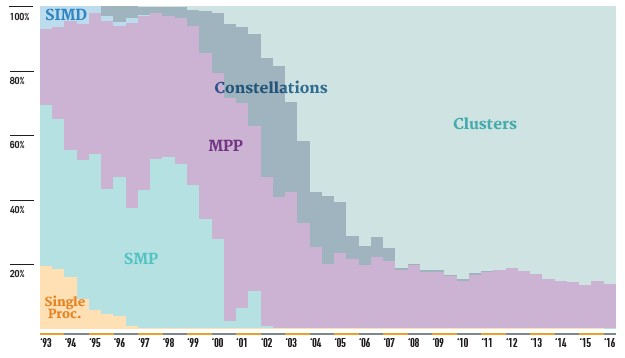 100%
SIMD
80%
Constellations
Clusters
60%
MPP
40%
SMP
20%
Single
Proc.
'93 '94 '95 '96 '97 '98 '99 '00 '01 '02 '03 '04 '05 '06 '07 '08 '09 '10 '11 '12 '13 '14 '15 '16